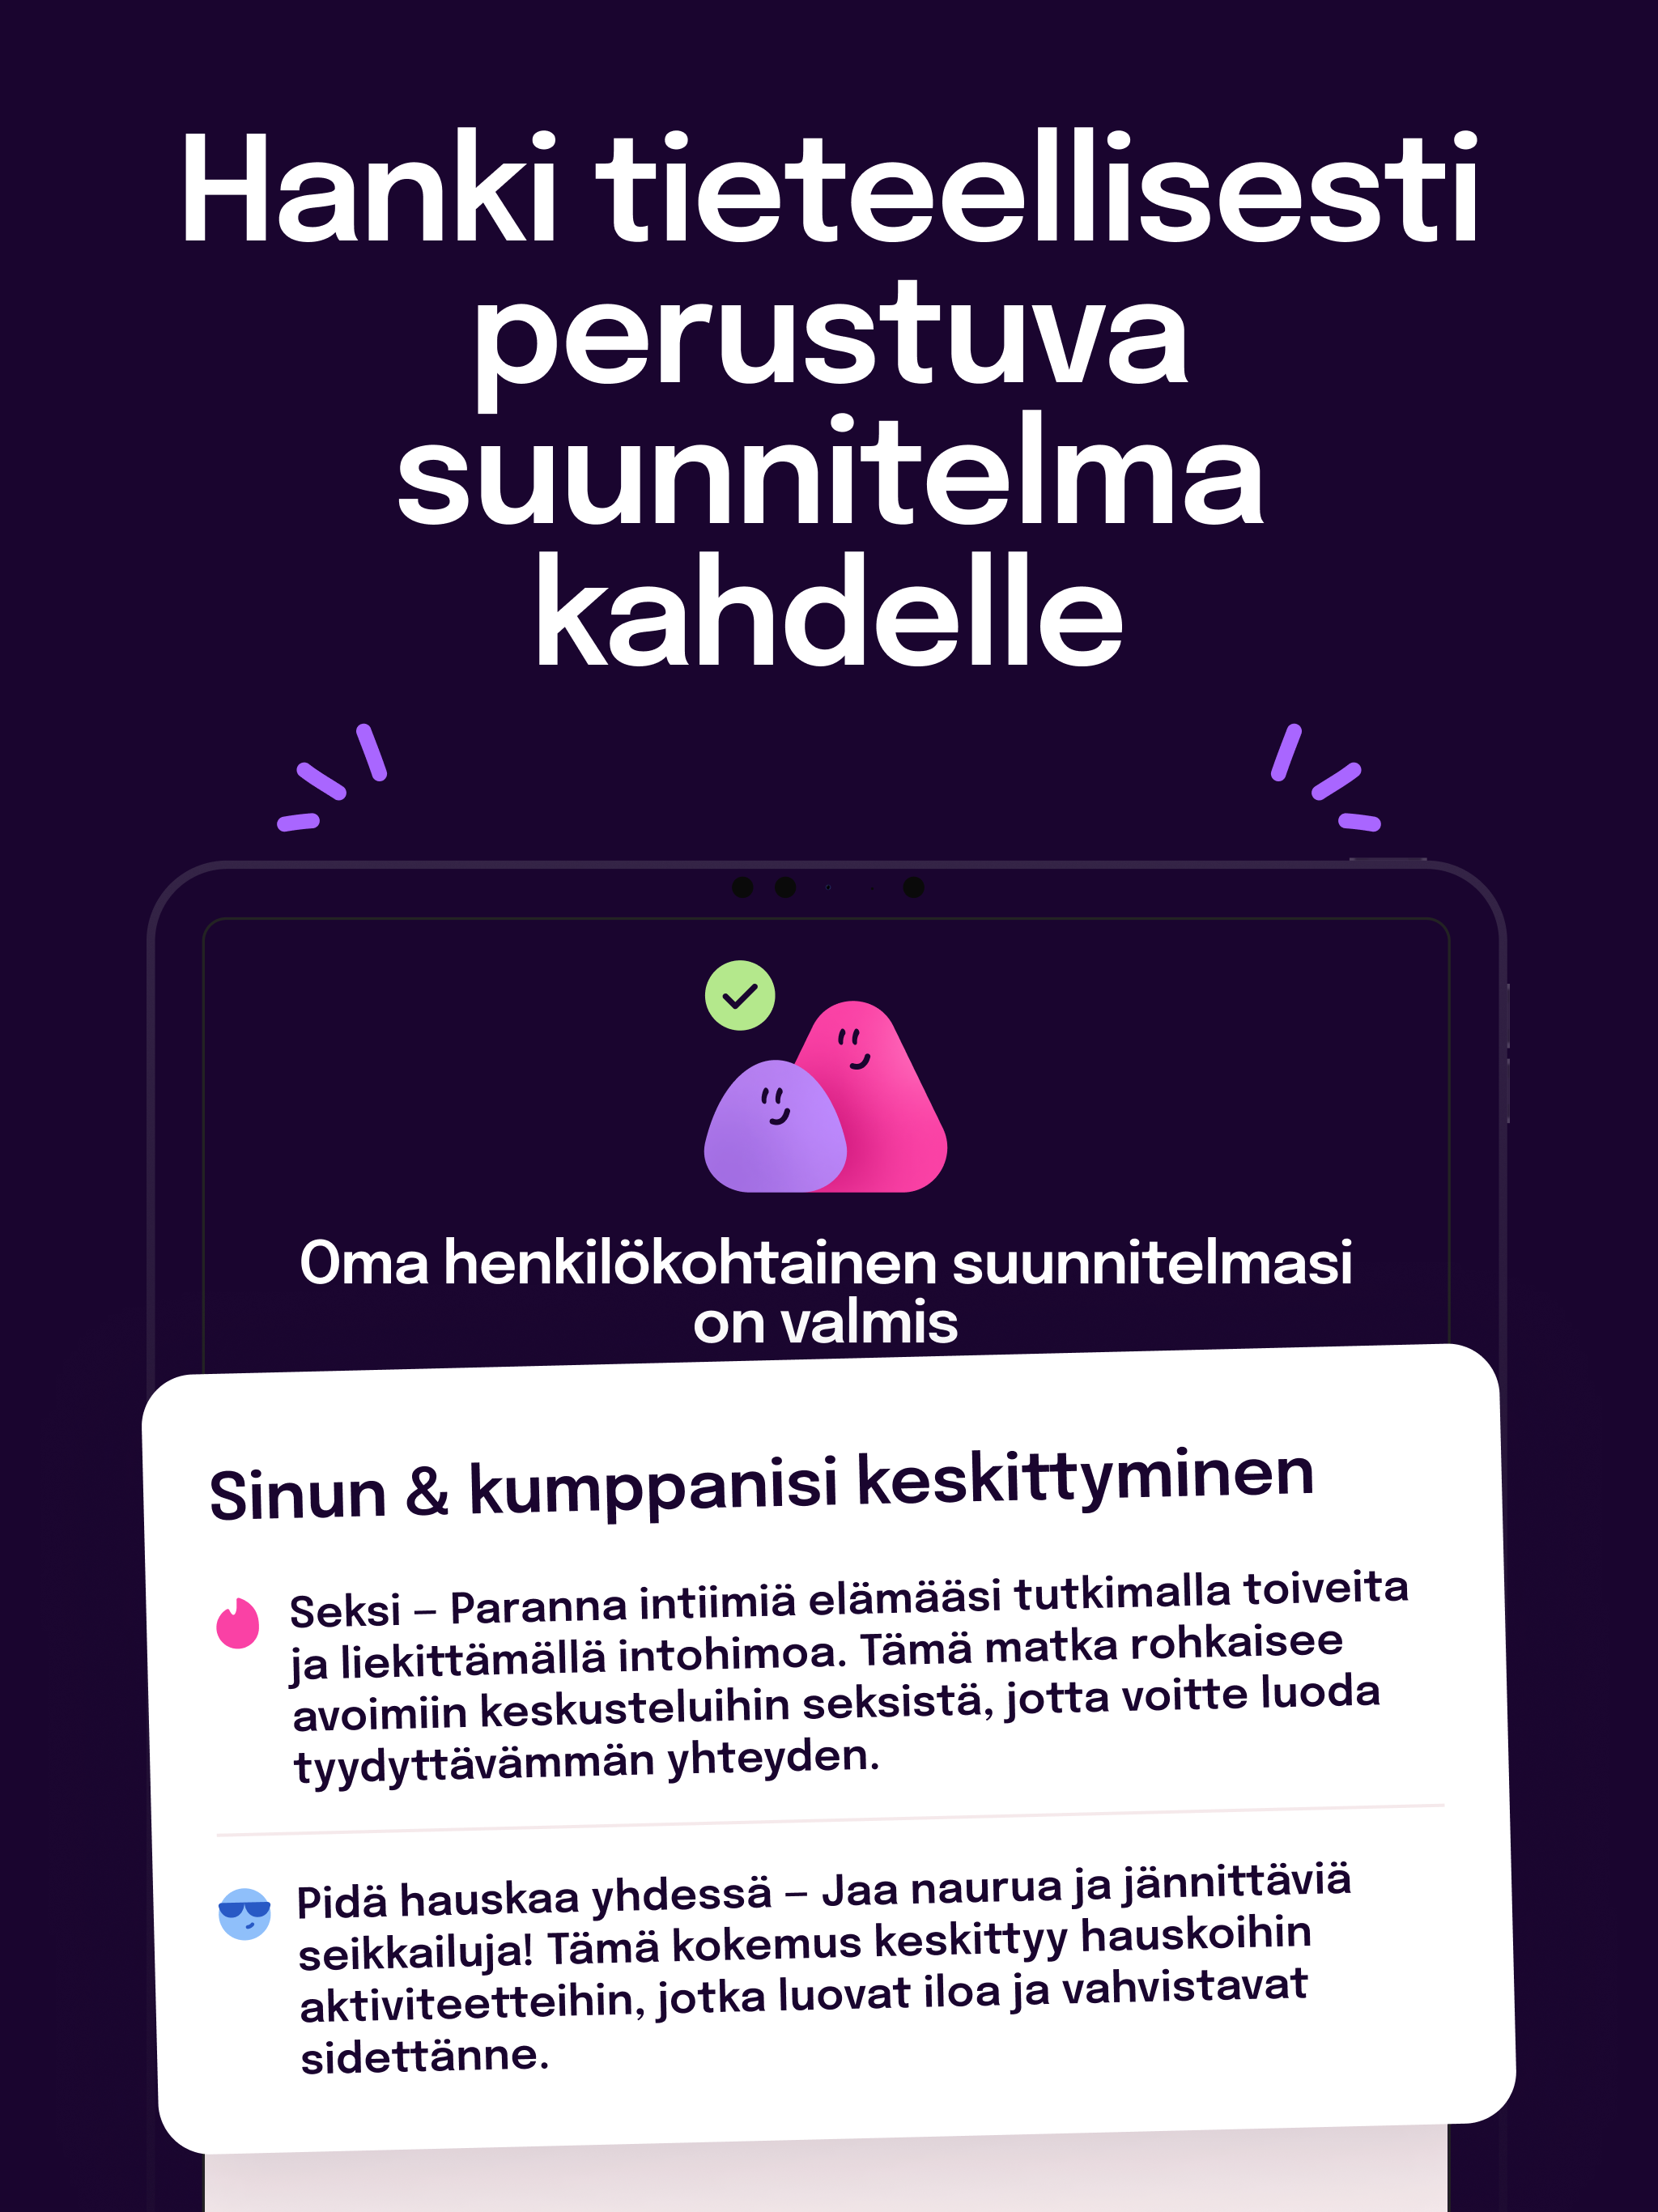 Hanki tieteellisesti
perustuva
suunnitelma
kahdelle
Oma henkilökohtainen suunnitelmasi
on valmis
Sinun & kumppanisi keskittyminen
Seksi – Paranna intiimiä elämääsi tutkimalla toiveita
ja liekittämällä intohimoa. Tämä matka rohkaisee
avoimiin keskusteluihin seksistä, jotta voitte luoda
tyydyttävämmän yhteyden.
Pidä hauskaa yhdessä – Jaa naurua ja jännittäviä
seikkailuja! Tämä kokemus keskittyy hauskoihin
aktiviteetteihin, jotka luovat iloa ja vahvistavat
sidettänne.